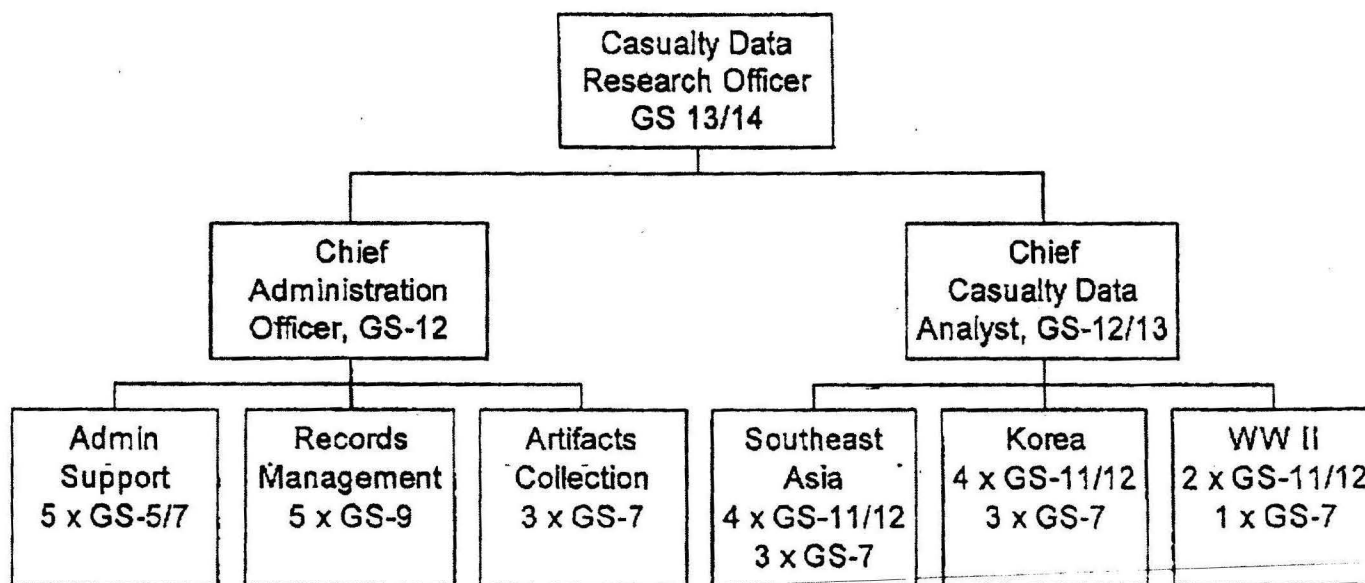 Casualty Data
Research Officer
GS 13/14
Chief
Administration
Officer, GS-12
Chief
Casualty Data
Analyst, GS-12/13
Admin
Support
5 x GS-5/7
Records
Management
5 x GS-9
Artifacts
Collection
3 x GS-7
Southeast
Asia
4 x GS-11/12
3 x GS-7
Korea
4 x GS-11/12
3 x GS-7
WW II
2 x GS-11/12
1 x GS-7